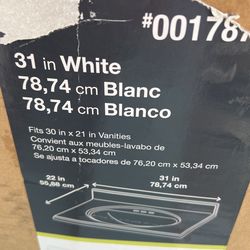 #001787
31 in White
78,74 cm Blanc
78,74 cm Blanco
Fits 30 in x 21 in Vanities
Convient aux meubles-lavabo de
76,20 cm x 53,34 cm
Se ajusta a tocadores de 76,20 cm x 53,34 cm
22 in
55,88 cm
31 in
78,74 cm